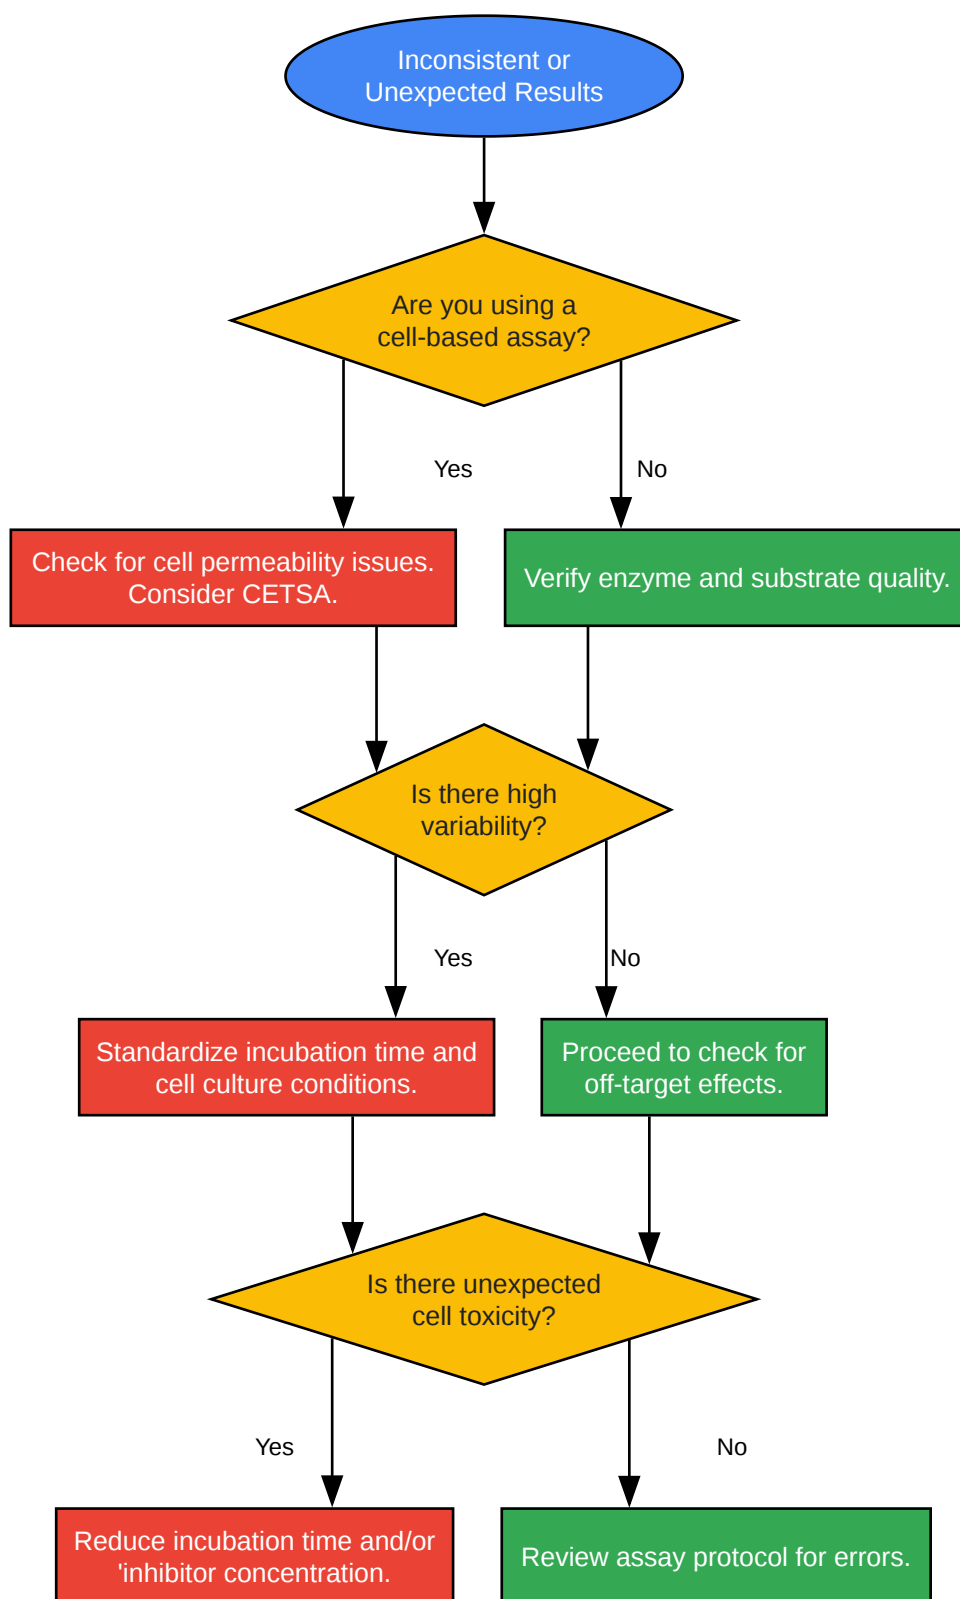 Inconsistent or
Unexpected Results
Are you using a
cell-based assay?
Yes
No
Check for cell permeability issues.
Consider CETSA.
Verify enzyme and substrate quality.
Is there high
variability?
Yes
No
Standardize incubation time and
cell culture conditions.
Proceed to check for
off-target effects.
Is there unexpected
cell toxicity?
Yes
No
Reduce incubation time and/or
'inhibitor concentration.
Review assay protocol for errors.